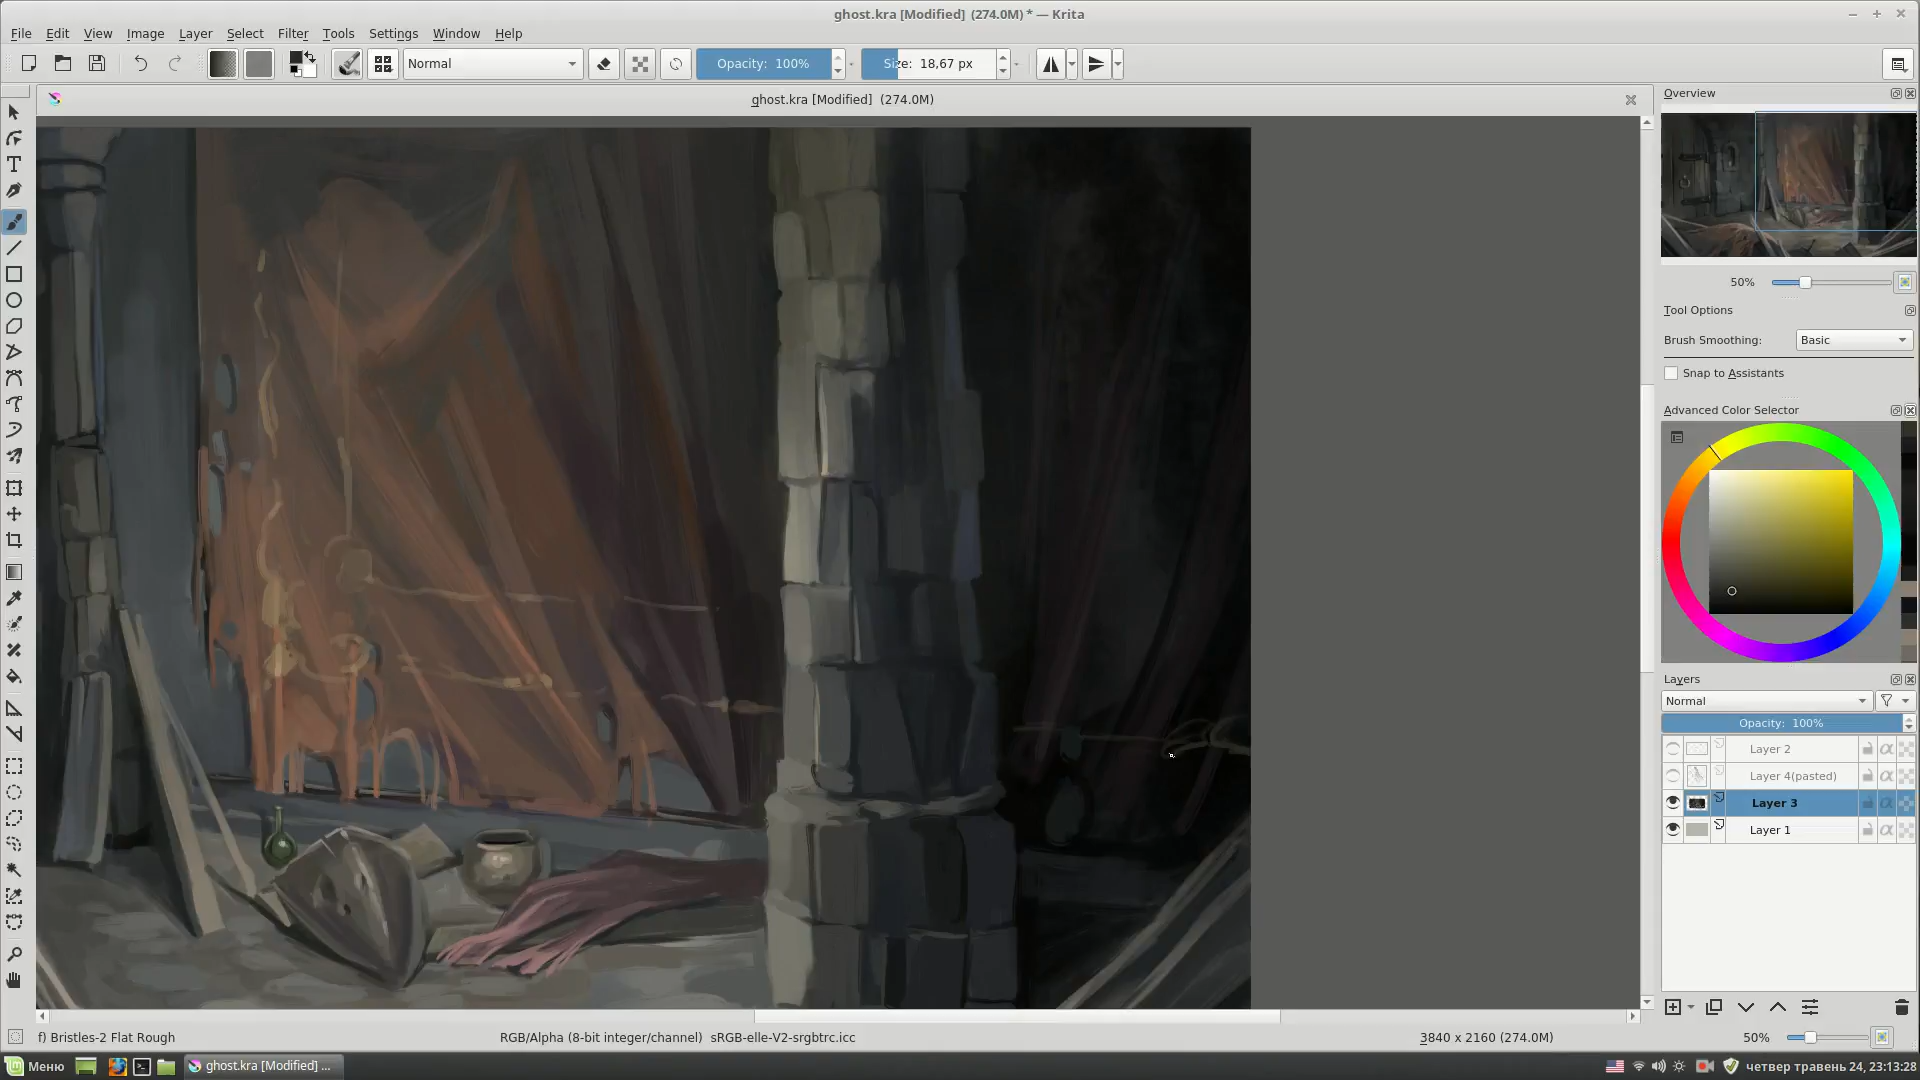 ghost.kra [Modified] (274.0M) * — Krita
File Edit View Image Layer Select Filter Tools Settings Window Help
Normal Opacity: 100% Size: 18,67 px
ghost.kra [Modified] (274.0M)
Overview
50%
Tool Options
Brush Smoothing: Basic
Snap to Assistants
Advanced Color Selector
Layers
Normal
Opacity: 100%
Layer 2
Layer 4(pasted)
Layer 3
Layer 1
f) Bristles-2 Flat Rough RGB/Alpha (8-bit integer/channel) sRGB-elle-V2-srgbtrc.icc 3840 x 2160 (274.0M) 50%
Меню ghost.kra [Modified] ... четвер травень 24, 23:13:28